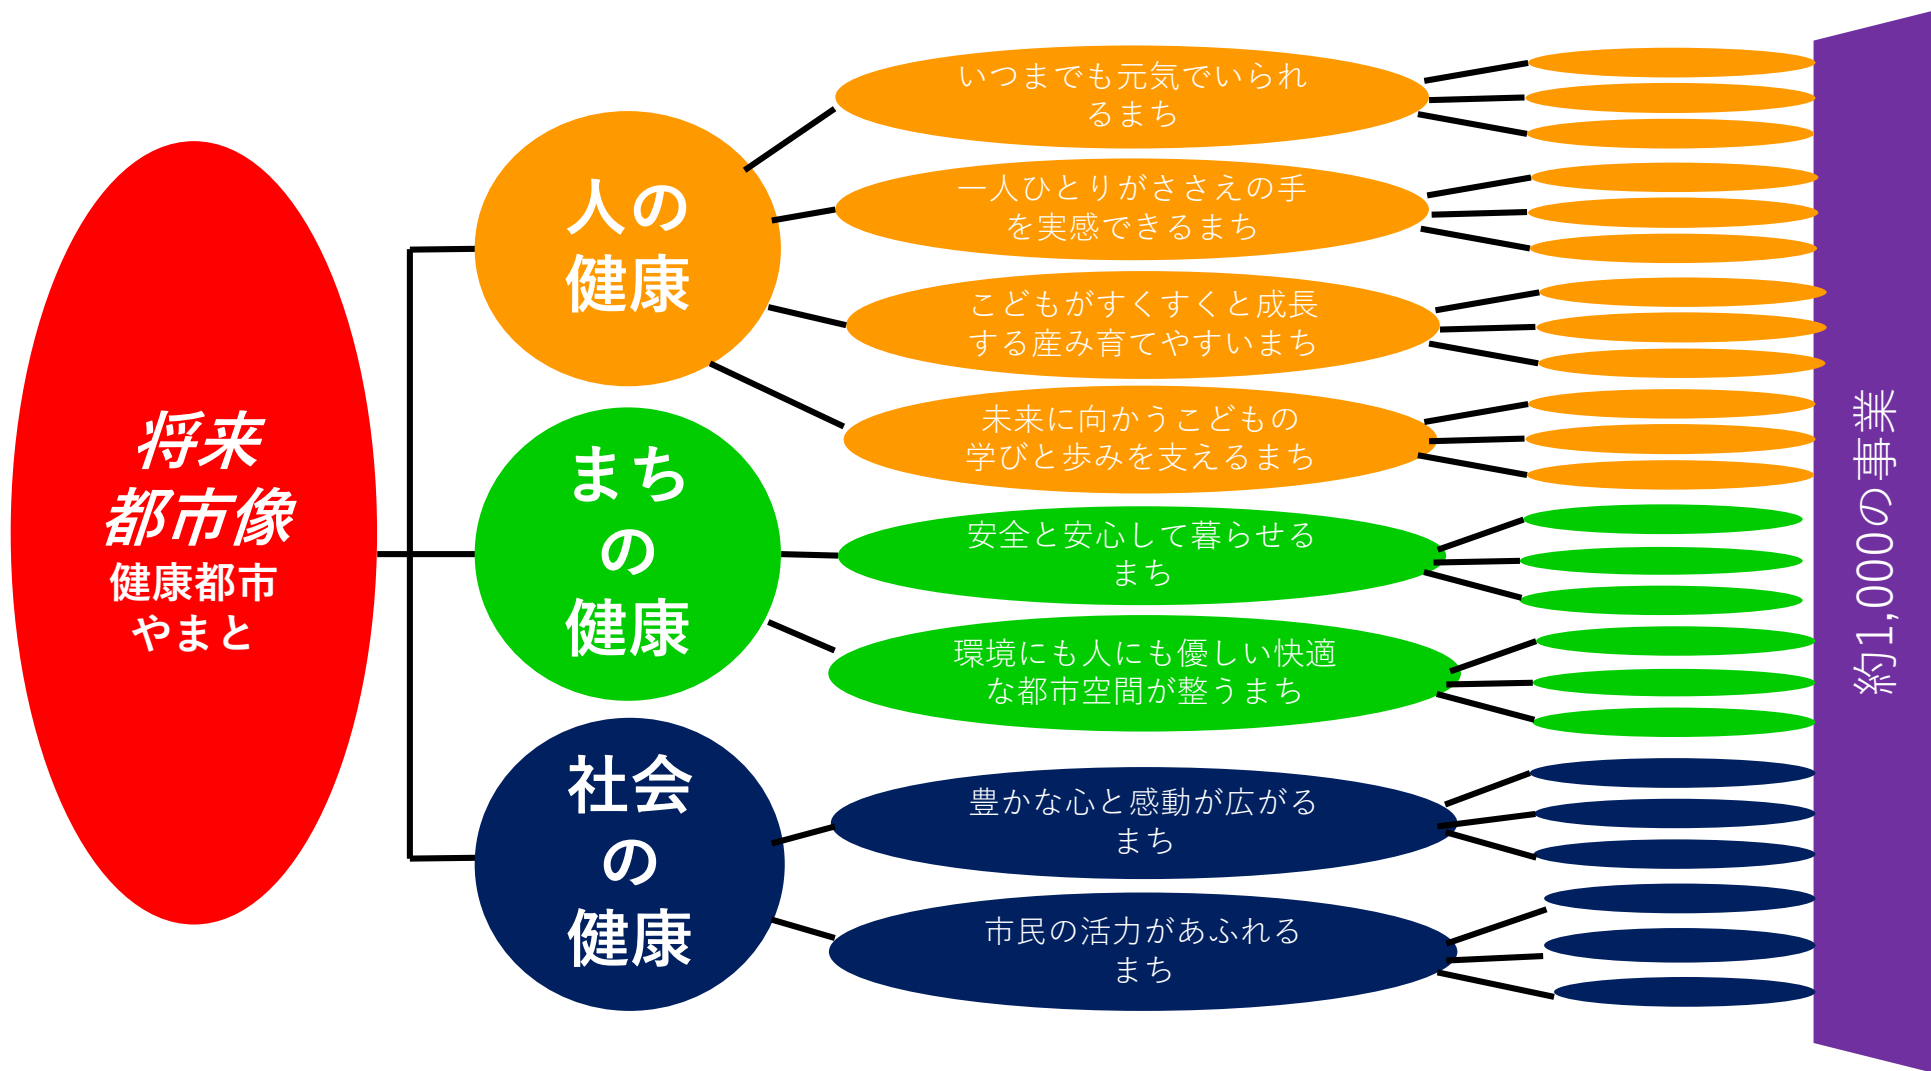 将来
都市像
健康都市
やまと
人の
健康
いつまでも元気でいられ
るまち
一人ひとりがささえの手
を実感できるまち
こどもがすくすくと成長
する産み育てやすいまち
未来に向かうこどもの
学びと歩みを支えるまち
まち
の
健康
安全と安心して暮らせる
まち
環境にも人にも優しい快適
な都市空間が整うまち
社会
の
健康
豊かな心と感動が広がる
まち
市民の活力があふれる
まち
約1,000の事業